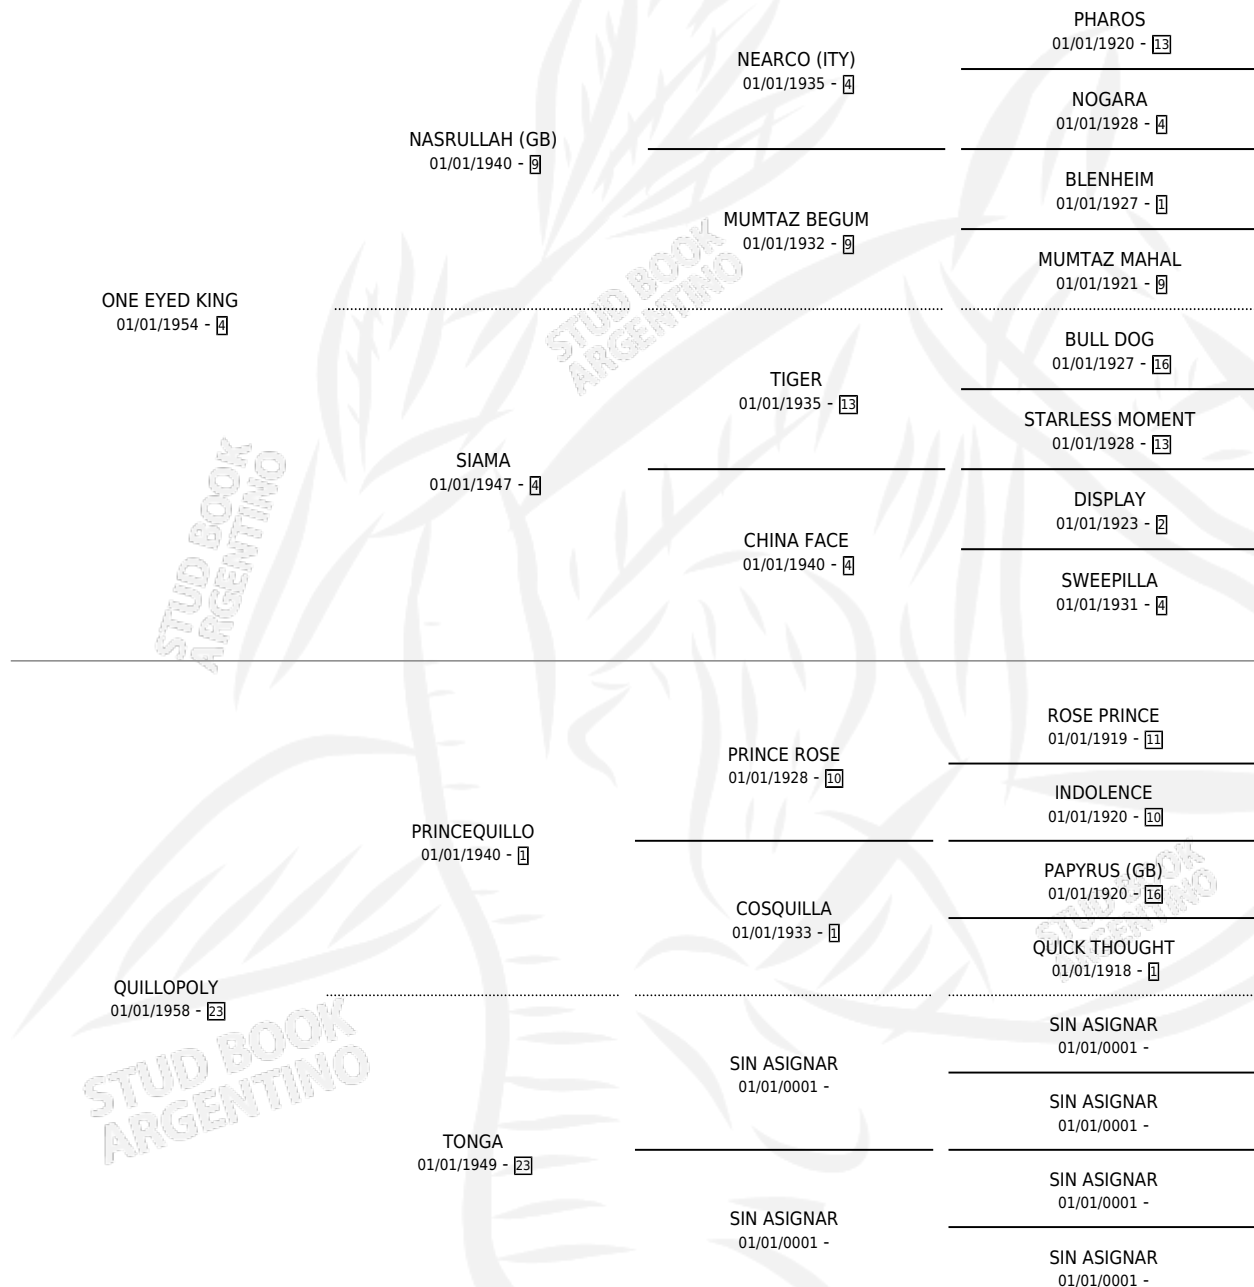 ONE EYED KING
01/01/1954 - 4
NASRULLAH (GB)
01/01/1940 - 9
SIAMA
01/01/1947 - 4
NEARCO (ITY)
01/01/1935 - 4
MUMTAZ BEGUM
01/01/1932 - 9
TIGER
01/01/1935 - 13
CHINA FACE
01/01/1940 - 4
PHAROS
01/01/1920 - 13
NOGARA
01/01/1928 - 4
BLENHEIM
01/01/1927 - 1
MUMTAZ MAHAL
01/01/1921 - 9
BULL DOG
01/01/1927 - 16
STARLESS MOMENT
01/01/1928 - 13
DISPLAY
01/01/1923 - 2
SWEEPILLA
01/01/1931 - 4
QUILLOPOLY
01/01/1958 - 23
PRINCEQUILLO
01/01/1940 - 1
TONGA
01/01/1949 - 23
PRINCE ROSE
01/01/1928 - 10
COSQUILLA
01/01/1933 - 1
SIN ASIGNAR
01/01/0001 -
SIN ASIGNAR
01/01/0001 -
ROSE PRINCE
01/01/1919 - 11
INDOLENCE
01/01/1920 - 10
PAPYRUS (GB)
01/01/1920 - 16
QUICK THOUGHT
01/01/1918 - 1
SIN ASIGNAR
01/01/0001 -
SIN ASIGNAR
01/01/0001 -
SIN ASIGNAR
01/01/0001 -
SIN ASIGNAR
01/01/0001 -
STUD BOOK
ARGENTINO
STUD BOOK
ARGENTINO
STUD BOOK
ARGENTINO
STUD BOOK
ARGENTINO